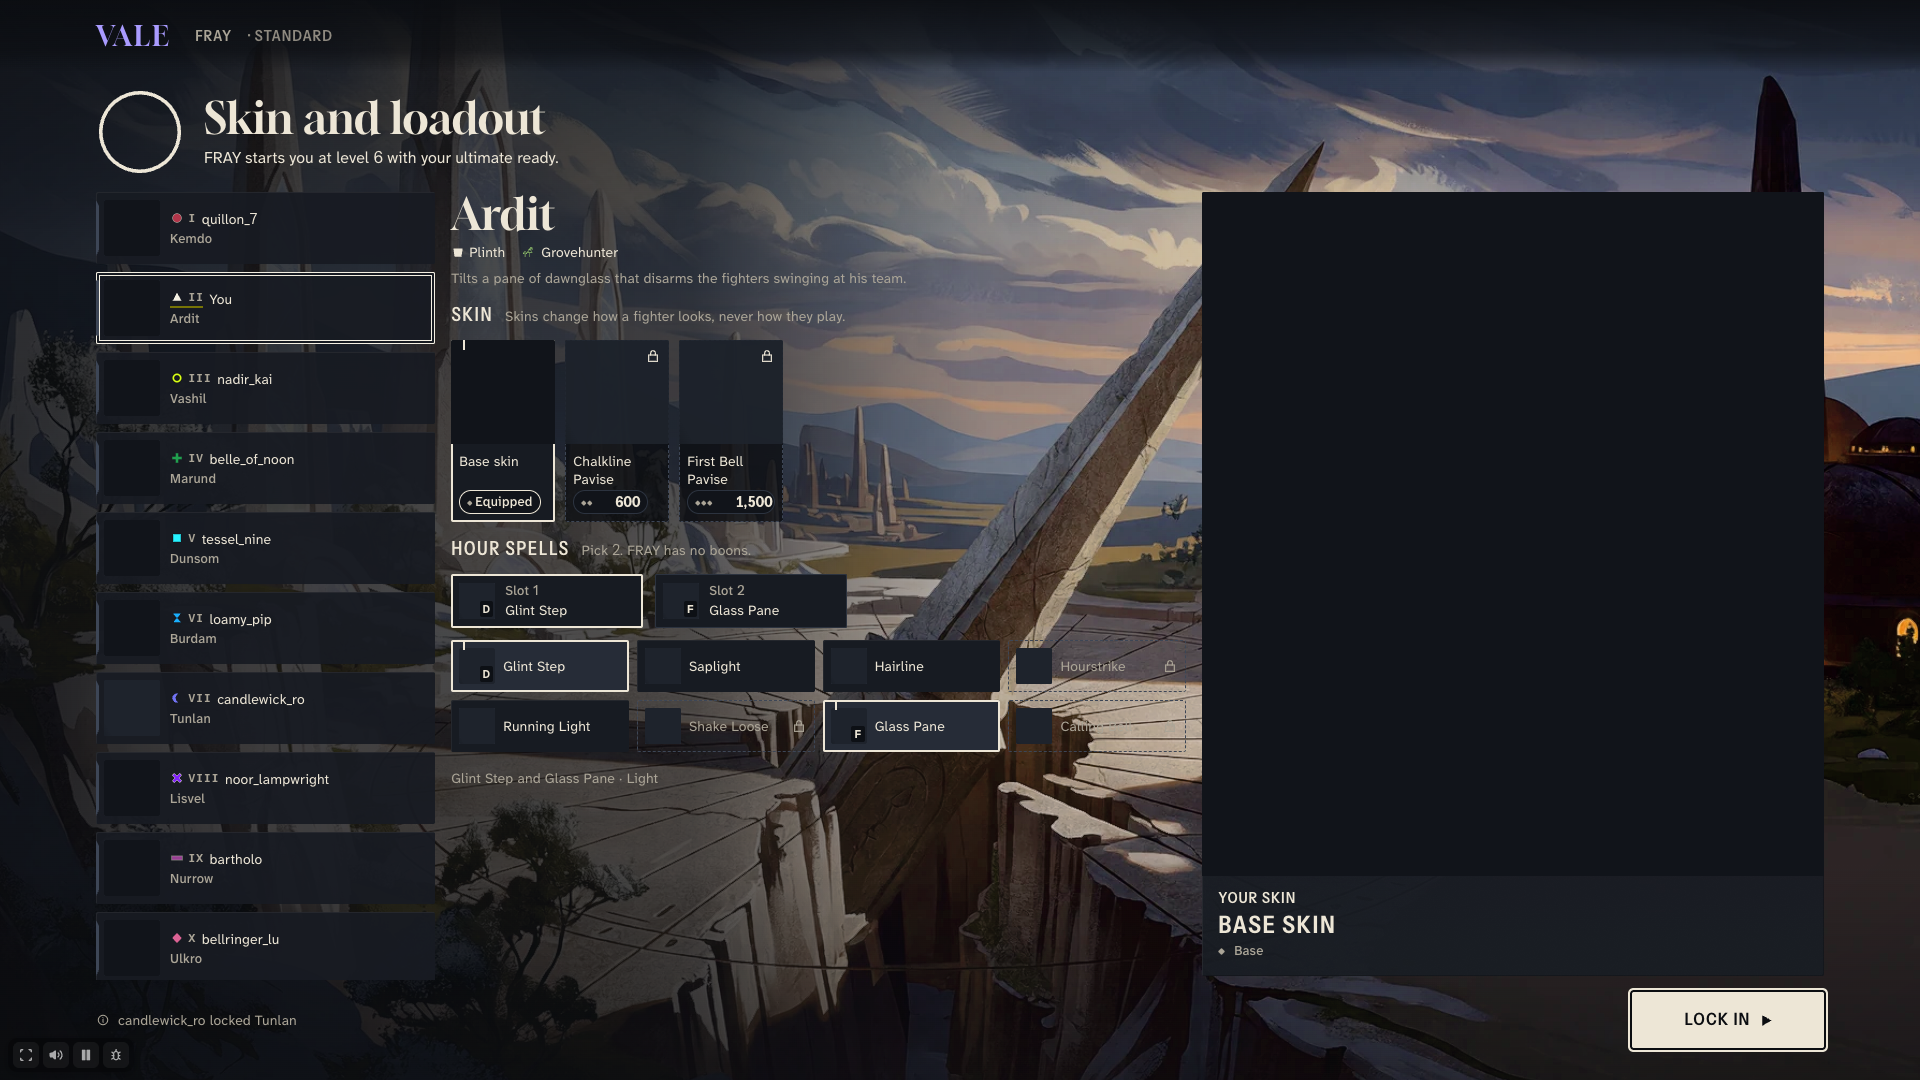 VALE FRAY · STANDARD
Skin and loadout
FRAY starts you at level 6 with your ultimate ready.
I quillon_7
Kemdo
II You
Ardit
III nadir_kai
Vashil
IV belle_of_noon
Marund
V tessel_nine
Dunsom
VI loamy_pip
Burdam
VII candlewick_ro
Tunlan
VIII noor_lampwright
Lisvel
IX bartholo
Nurrow
X bellringer_lu
Ulkro
candlewick_ro locked Tunlan
Ardit
Plinth Grovehunter
Tilts a pane of dawnglass that disarms the fighters swinging at his team.
SKIN Skins change how a fighter looks, never how they play.
Base skin
Equipped
Chalkline
Pavise
600
First Bell
Pavise
1,500
HOUR SPELLS Pick 2. FRAY has no boons.
D Slot 1
Glint Step
F Slot 2
Glass Pane
D Glint Step
Saplight
Hairline
Hourstrike
Running Light
Shake Loose
F Glass Pane
Glint Step and Glass Pane · Light
YOUR SKIN
BASE SKIN
Base
LOCK IN